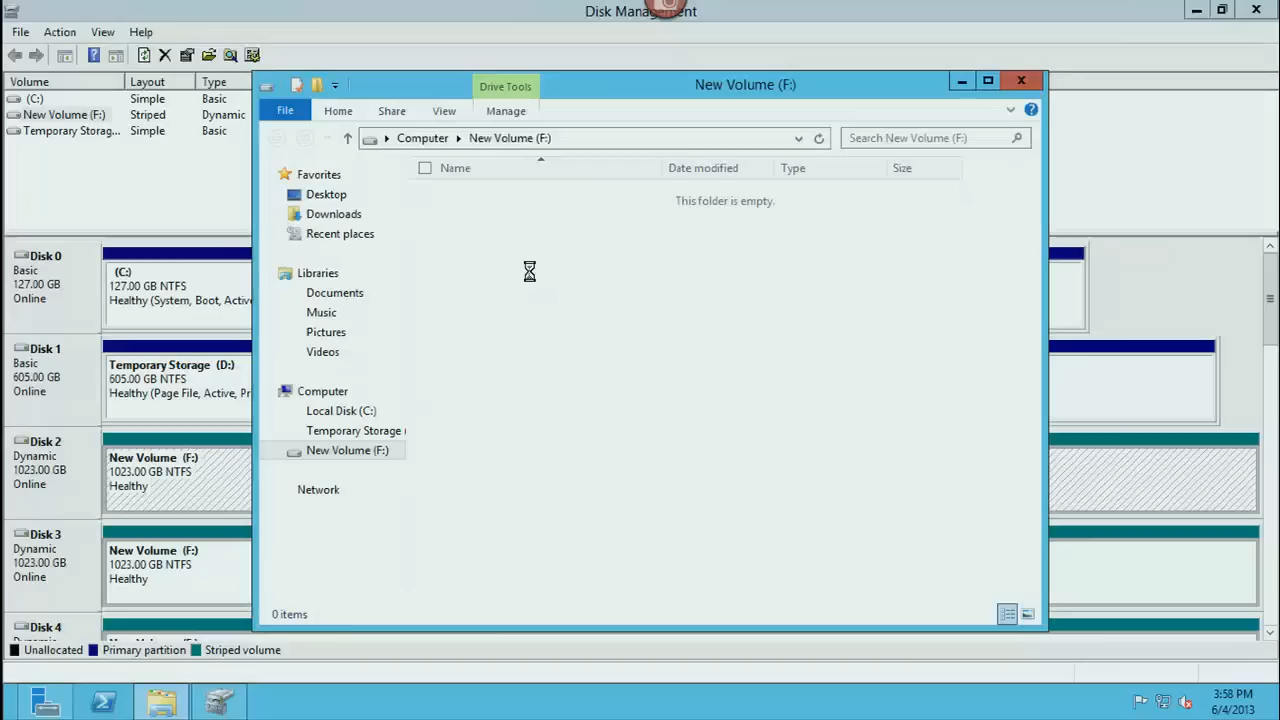 Disk Management
File Action View Help
Volume Layout Type
(C:) Simple Basic
New Volume (F:) Striped Dynamic
Temporary Storag... Simple Basic
Drive Tools
New Volume (F:)
File Home Share View Manage
Computer New Volume (F:)
Search New Volume (F:)
Name Date modified Type Size
This folder is empty.
Favorites
Desktop
Downloads
Recent places
Libraries
Documents
Music
Pictures
Videos
Computer
Local Disk (C:)
Temporary Storage (
New Volume (F:)
Network
0 items
Disk 0
Basic
127.00 GB
Online
(C:)
127.00 GB NTFS
Healthy (System, Boot, Active
Disk 1
Basic
605.00 GB
Online
Temporary Storage (D:)
605.00 GB NTFS
Healthy (Page File, Active, Pr
Disk 2
Dynamic
1023.00 GB
Online
New Volume (F:)
1023.00 GB NTFS
Healthy
Disk 3
Dynamic
1023.00 GB
Online
New Volume (F:)
1023.00 GB NTFS
Healthy
Disk 4
Unallocated Primary partition Striped volume
3:58 PM
6/4/2013